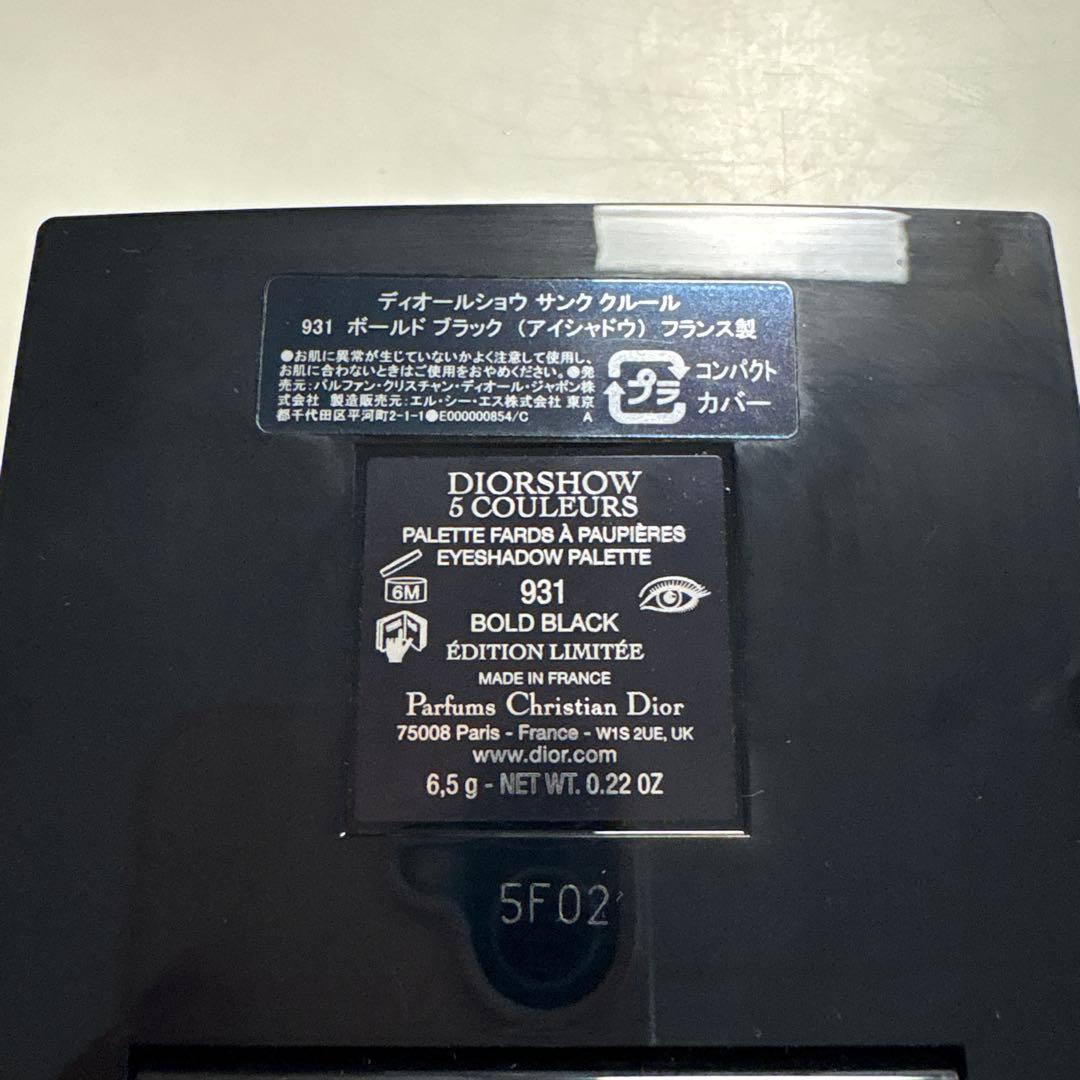 ディオールショウ サンク クルール
931 ボールド ブラック（アイシャドウ）フランス製
●お肌に異常が生じていないかよく注意して使用し、
お肌に合わないときはご使用をおやめください。●発
売元:パルファン・クリスチャン・ディオール・ジャポン株
式会社 製造販売元:エル・シー・エス株式会社 東京
都千代田区平河町2-1-1●E000000854/C A
プラ
コンパクト
カバー
DIORSHOW
5 COULEURS
PALETTE FARDS À PAUPIÈRES
EYESHADOW PALETTE
6M
931
BOLD BLACK
ÉDITION LIMITÉE
MADE IN FRANCE
Parfums Christian Dior
75008 Paris - France - W1S 2UE, UK
www.dior.com
6,5 g - NET WT. 0.22 OZ
5F02